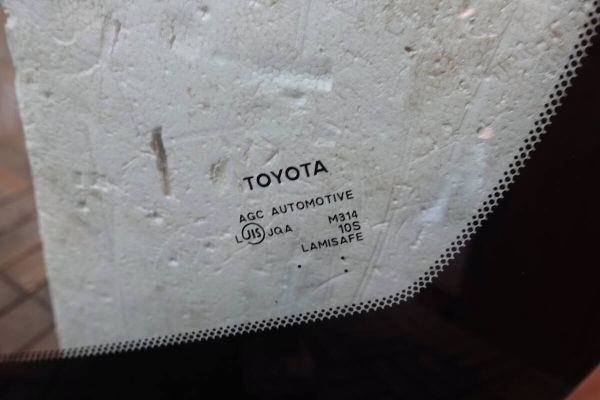 TOYOTA
AGC AUTOMOTIVE
L JIS JQA M314
10S
LAMISAFE